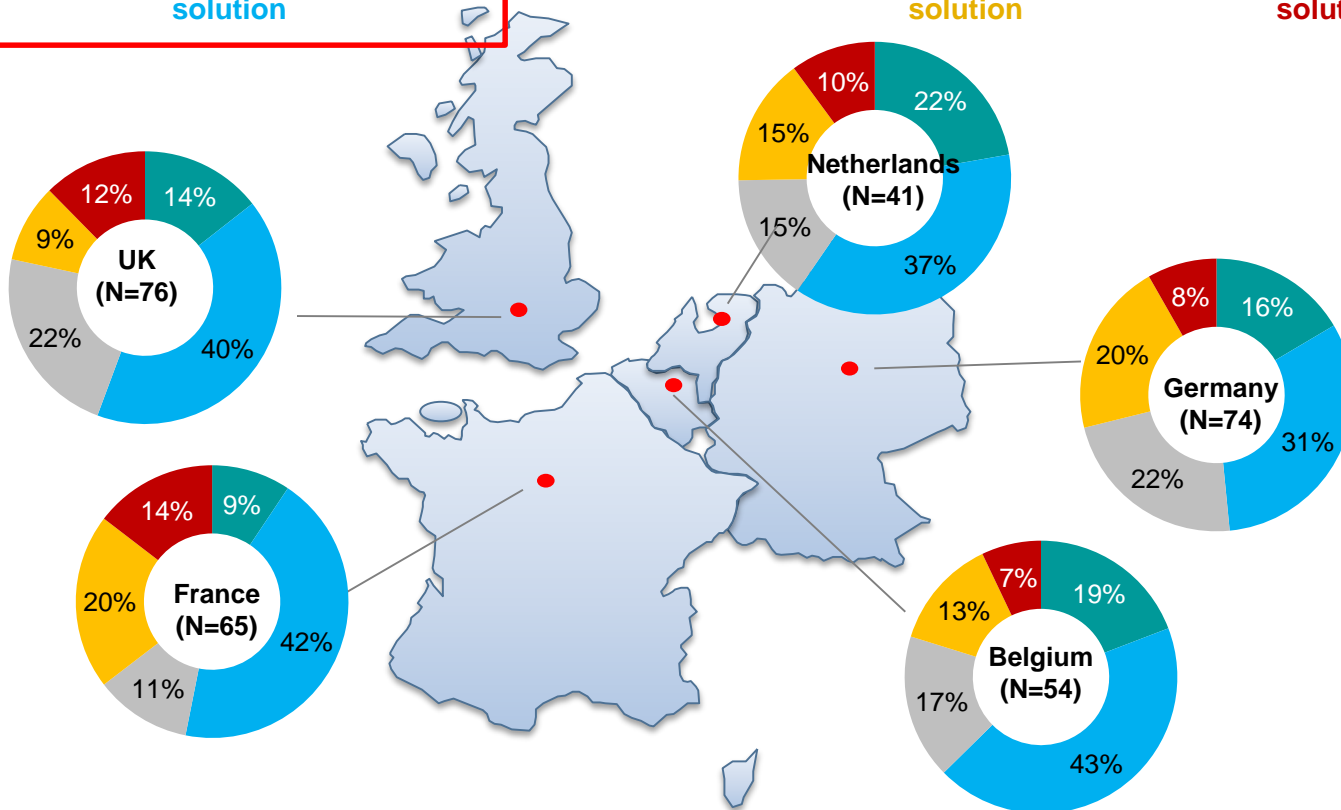 solution
solution
solut
10%
22%
15%
Netherlands
(N=41)
15%
37%
12%
14%
9%
UK
(N=76)
22%
40%
8%
16%
20%
Germany
(N=74)
31%
22%
14%
9%
20%
France
(N=65)
42%
11%
7%
19%
13%
Belgium
(N=54)
17%
43%